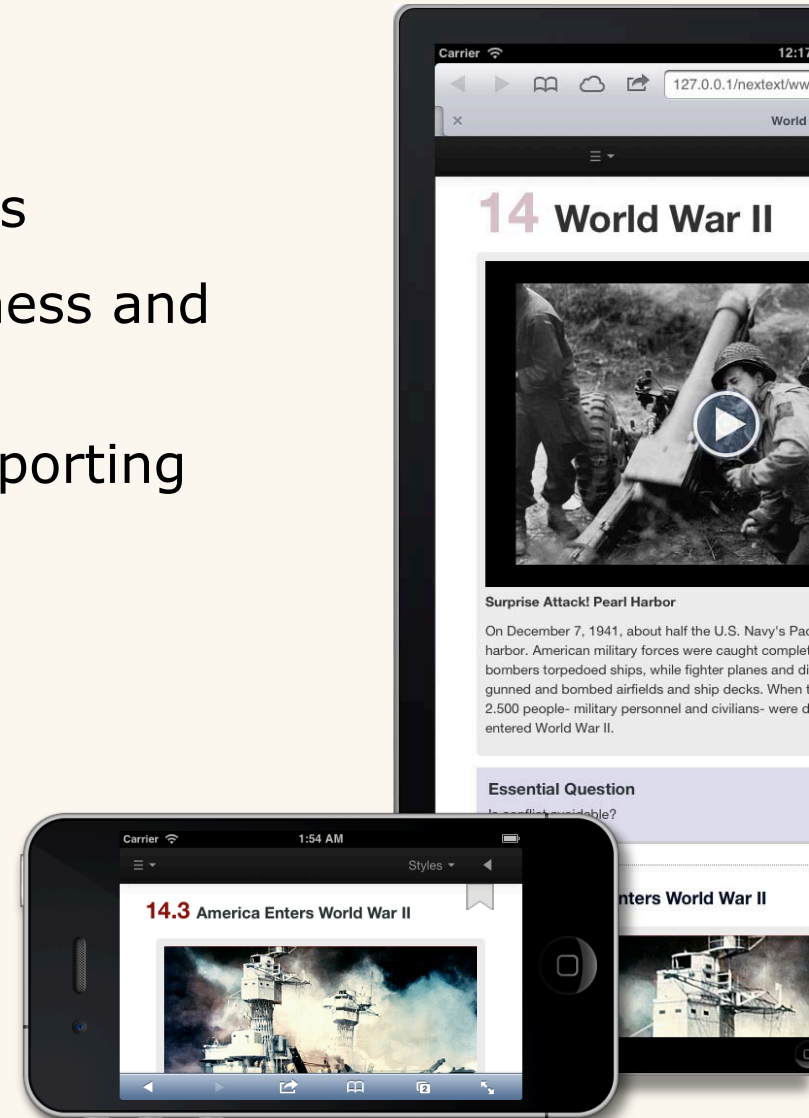 s
ness and
porting
Carrier
12:17
127.0.0.1/nextext/ww
World
14 World War II
Surprise Attack! Pearl Harbor
On December 7, 1941, about half the U.S. Navy's Pac
harbor. American military forces were caught complet
bombers torpedoed ships, while fighter planes and di
gunned and bombed airfields and ship decks. When t
2.500 people- military personnel and civilians- were d
entered World War II.
Essential Question
Is conflict avoidable?
nters World War II
Carrier
1:54 AM
Styles
14.3 America Enters World War II
2